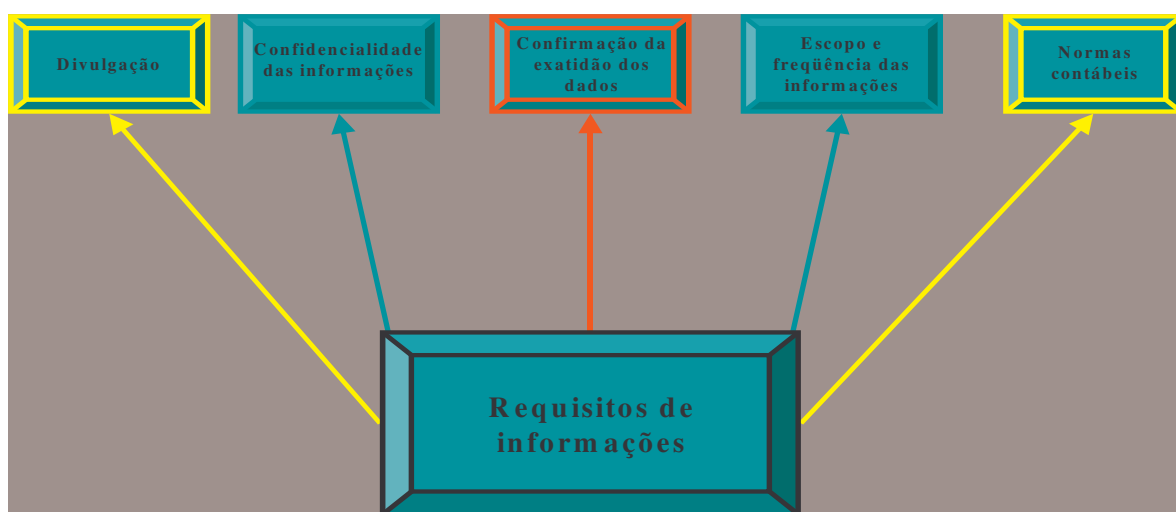 Divulgação
Confidencialidade
das informações
Confirmação da
exatidão dos
dados
Escopo e
freqüência das
informações
Normas
contábeis
Requisitos de
informações